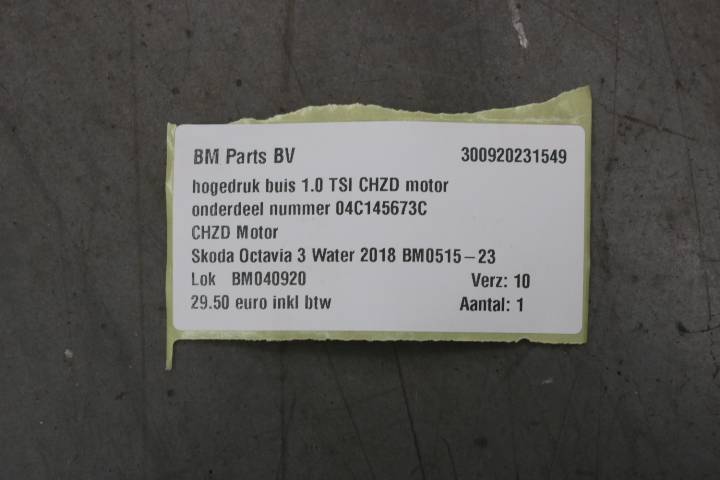 BM Parts BV 300920231549
hogedruk buis 1.0 TSI CHZD motor
onderdeel nummer 04C145673C
CHZD Motor
Skoda Octavia 3 Water 2018 BM0515-23
Lok BM040920 Verz: 10
29.50 euro inkl btw Aantal: 1